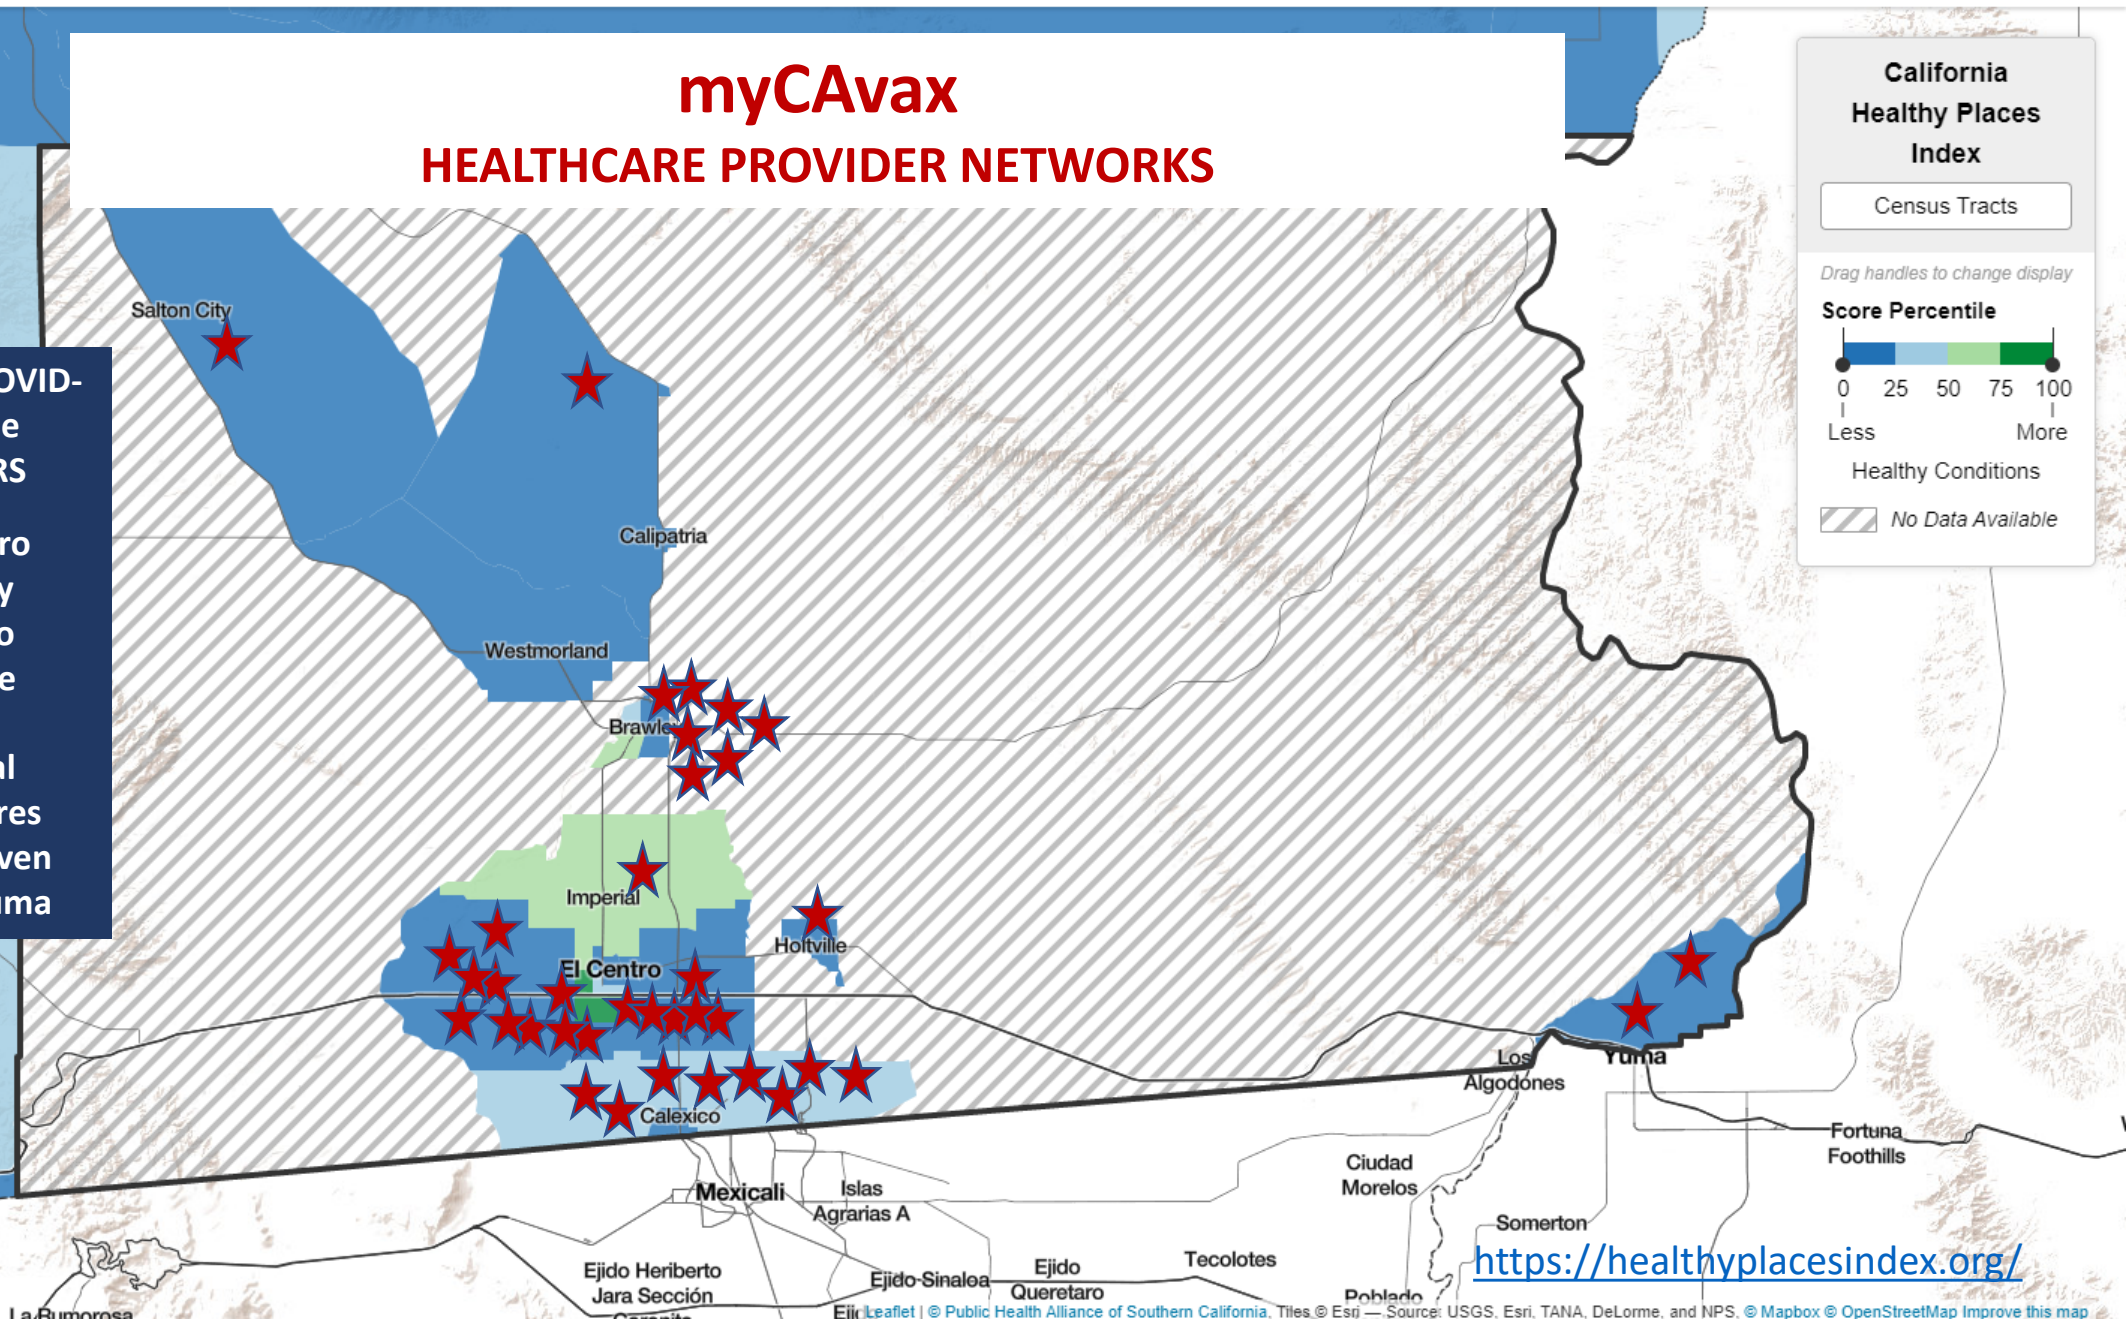 myCAvax
HEALTHCARE PROVIDER NETWORKS
California
Healthy Places
Index
Census Tracts
Drag handles to change display
Score Percentile
0 25 50 75 100
Less More
Healthy Conditions
No Data Available
OVID-
e
RS
ro
y
o
e
al
res
ven
ma
Salton City
Calipatria
Westmorland
Imperial
Holtville
El Centro
Calexico
Los
Algodones
Yuma
Fortuna
Foothills
Mexicali
Islas
Agrarias A
Ciudad
Morelos
Somerton
https://healthyplacesindex.org/
Ejido Heriberto
Jara Sección
Ejido-Sinaloa
Ejido
Queretaro
Tecolotes
Poblado
La Rumorosa
Leaflet | © Public Health Alliance of Southern California, Tiles © Esri — Source: USGS, Esri, TANA, DeLorme, and NPS, © Mapbox © OpenStreetMap Improve this map